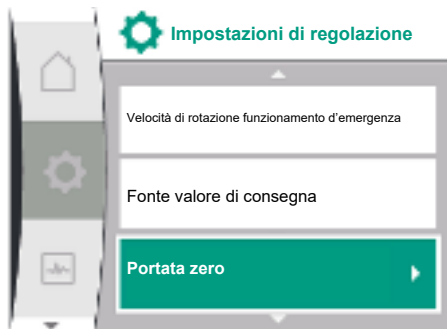 Impostazioni di regolazione
Velocità di rotazione funzionamento d'emergenza
Fonte valore di consegna
Portata zero